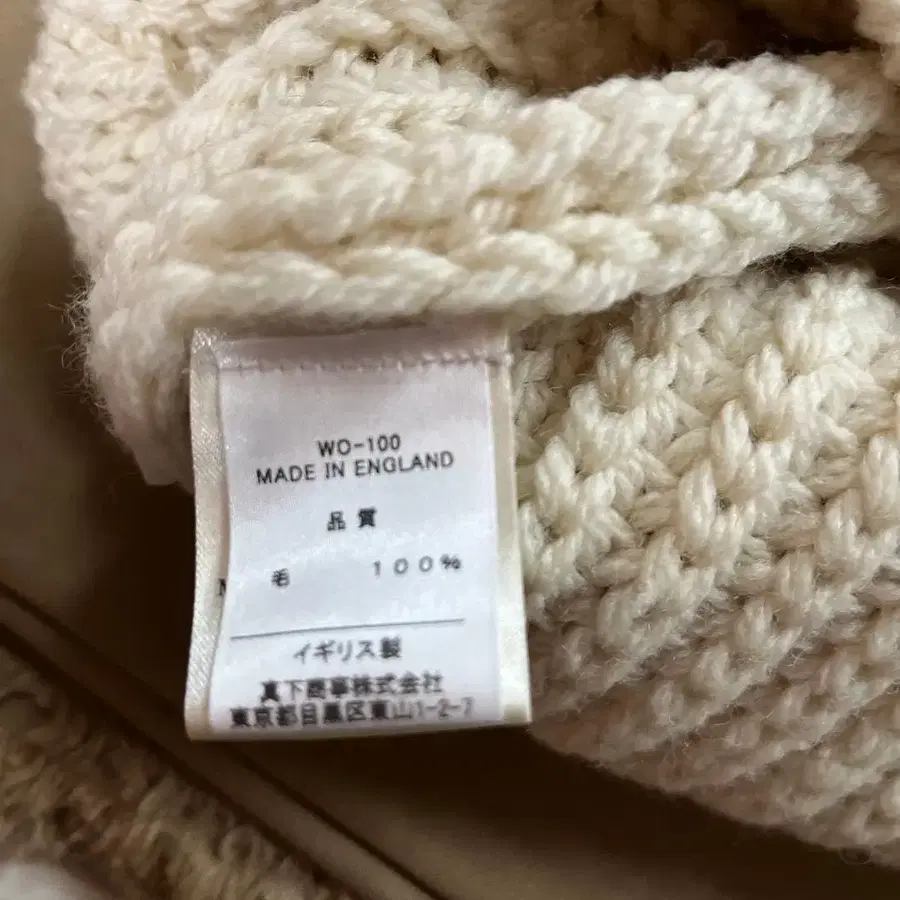 WO-100
MADE IN ENGLAND
品質
毛 100%
イギリス製
真下商事株式会社
東京都目黒区東山1-2-7